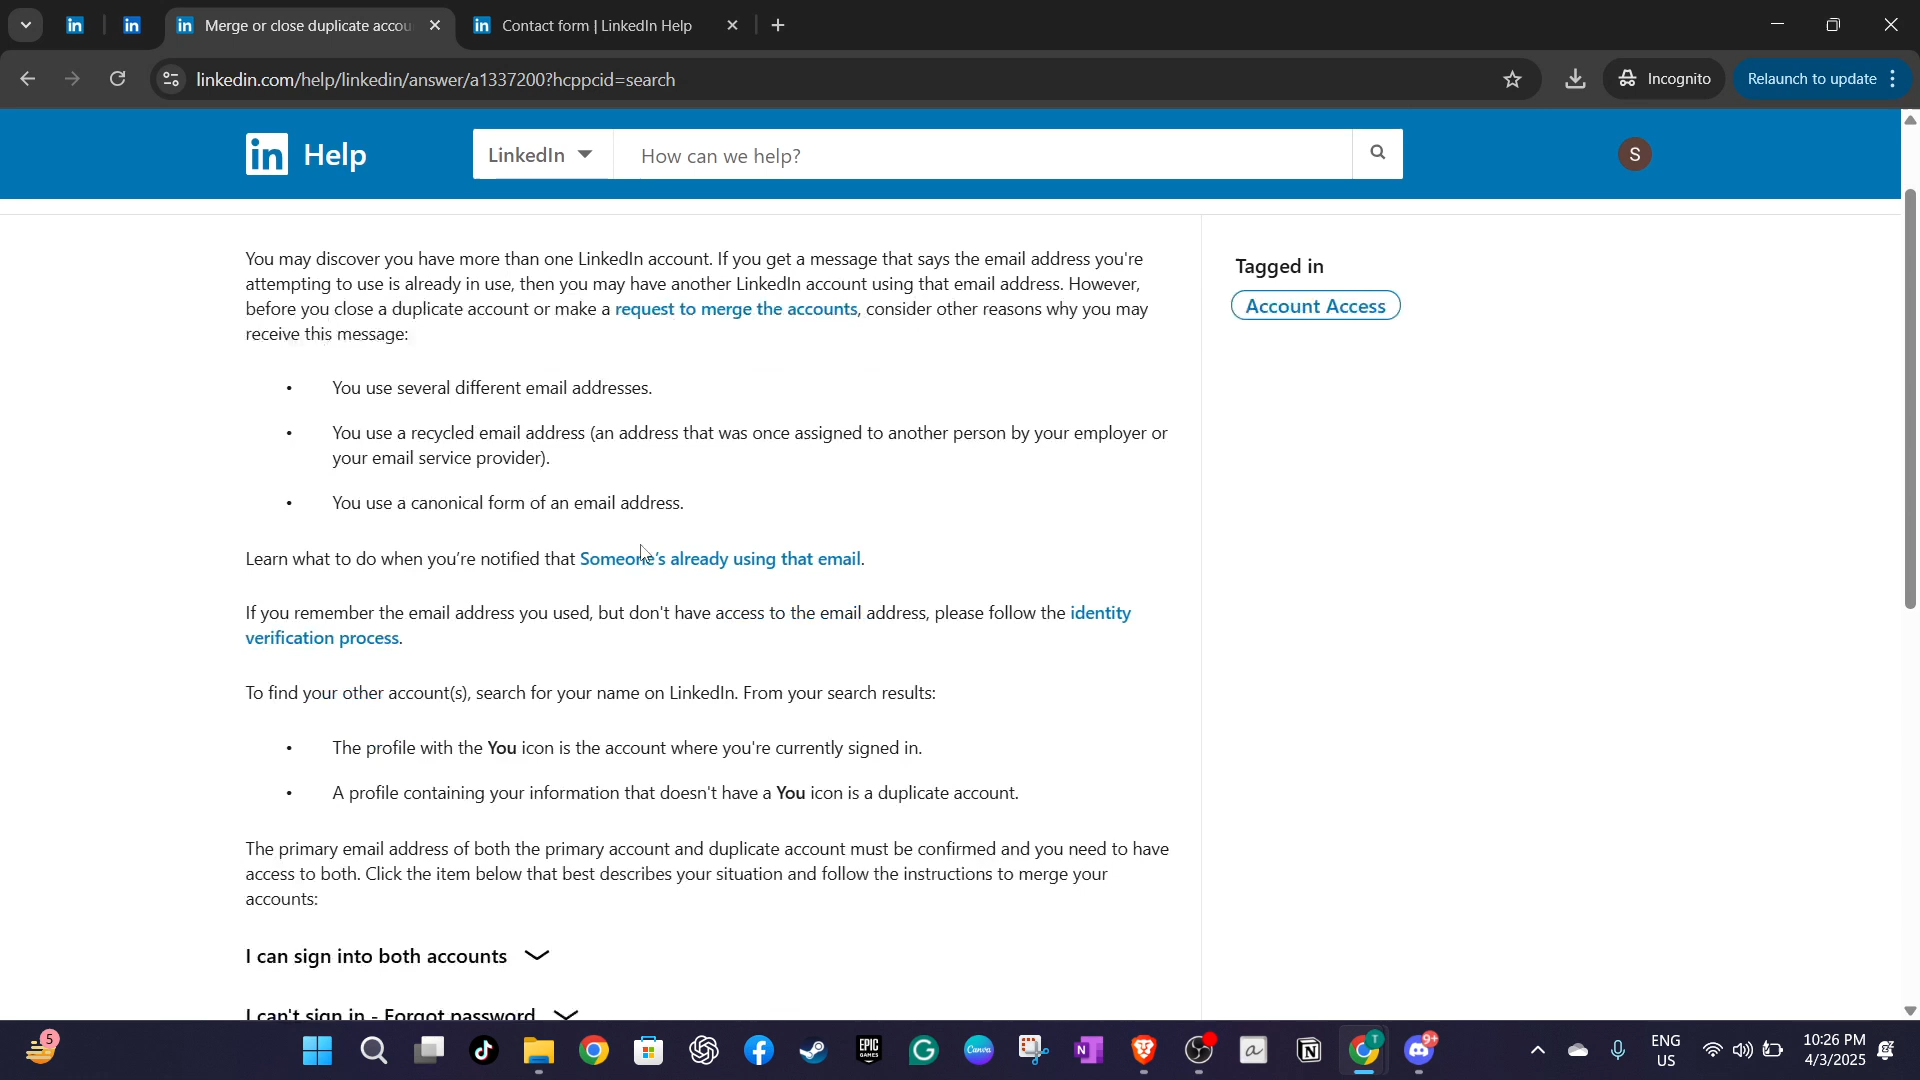 Merge or close duplicate accou
Contact form | LinkedIn Help
linkedin.com/help/linkedin/answer/a1337200?hcppcid=search
Incognito
Relaunch to update
in Help
LinkedIn
How can we help?
S
You may discover you have more than one LinkedIn account. If you get a message that says the email address you're
attempting to use is already in use, then you may have another LinkedIn account using that email address. However,
before you close a duplicate account or make a request to merge the accounts, consider other reasons why you may
receive this message:
Tagged in
Account Access
• You use several different email addresses.
• You use a recycled email address (an address that was once assigned to another person by your employer or
your email service provider).
• You use a canonical form of an email address.
Learn what to do when you're notified that Someone's already using that email.
If you remember the email address you used, but don't have access to the email address, please follow the identity
verification process.
To find your other account(s), search for your name on LinkedIn. From your search results:
• The profile with the You icon is the account where you're currently signed in.
• A profile containing your information that doesn't have a You icon is a duplicate account.
The primary email address of both the primary account and duplicate account must be confirmed and you need to have
access to both. Click the item below that best describes your situation and follow the instructions to merge your
accounts:
I can sign into both accounts
I can't sign in - Forgot password
5
EPIC
GAMES
Canva
N
a
T
9+
ENG
US
10:26 PM
4/3/2025